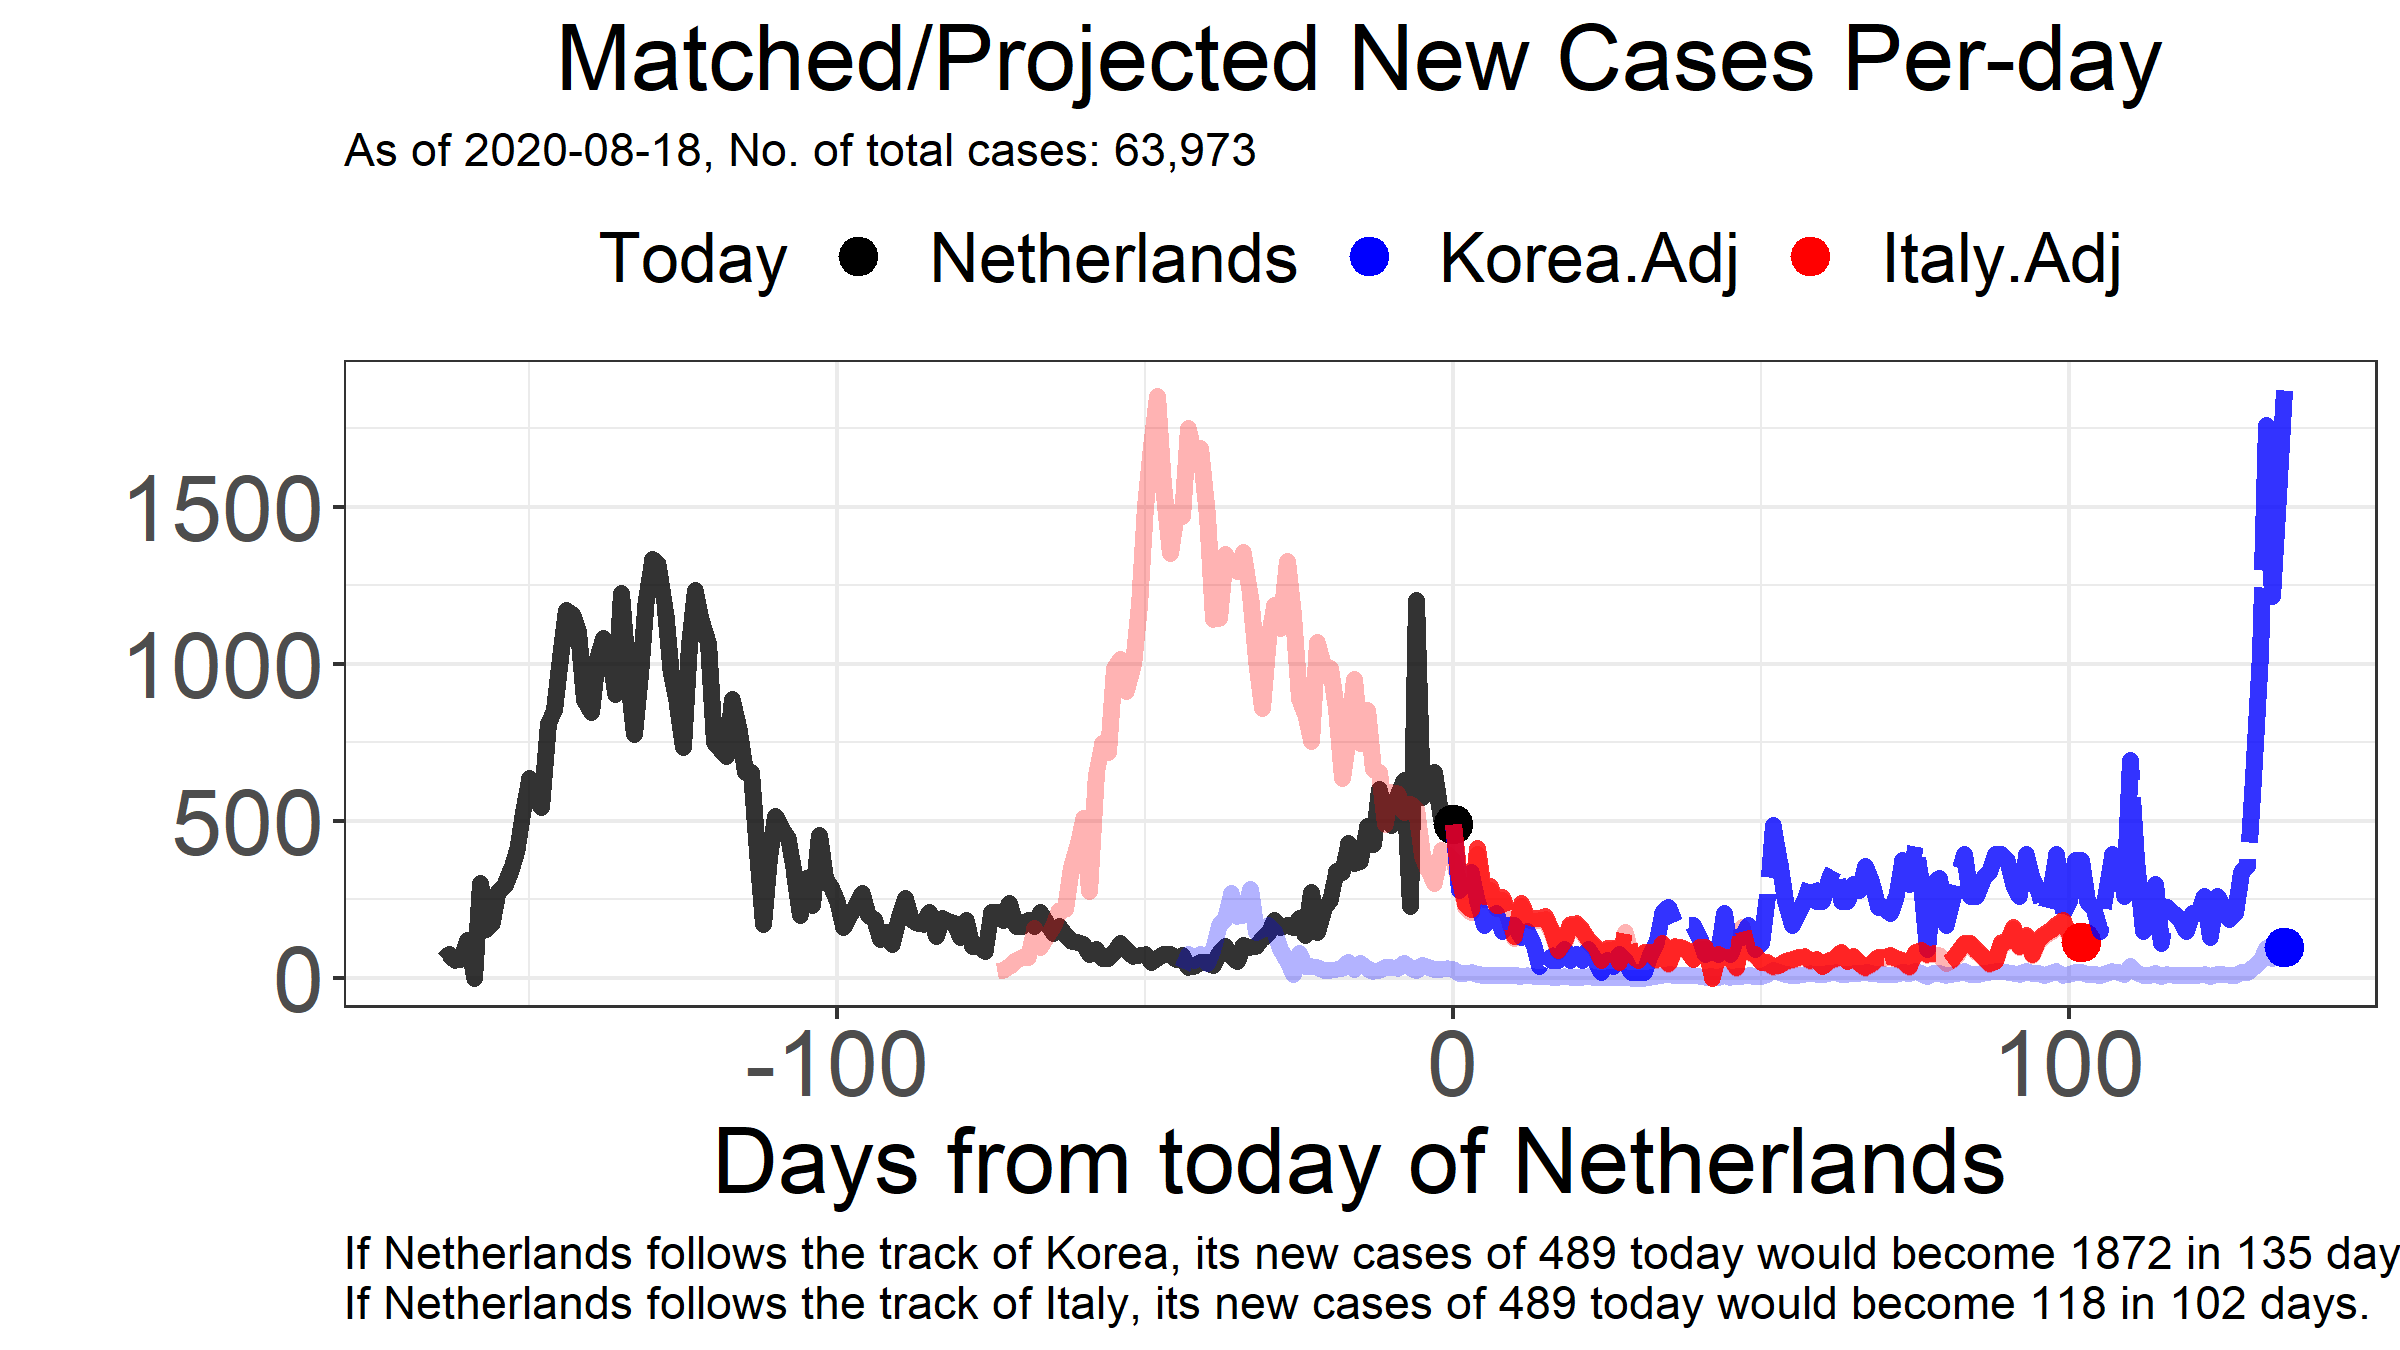 Matched/Projected New Cases Per-day
As of 2020-08-18, No. of total cases: 63,973
Today Netherlands Korea.Adj Italy.Adj
1500
1000
500
0
-100 0 100
Days from today of Netherlands
If Netherlands follows the track of Korea, its new cases of 489 today would become 1872 in 135 day
If Netherlands follows the track of Italy, its new cases of 489 today would become 118 in 102 days.